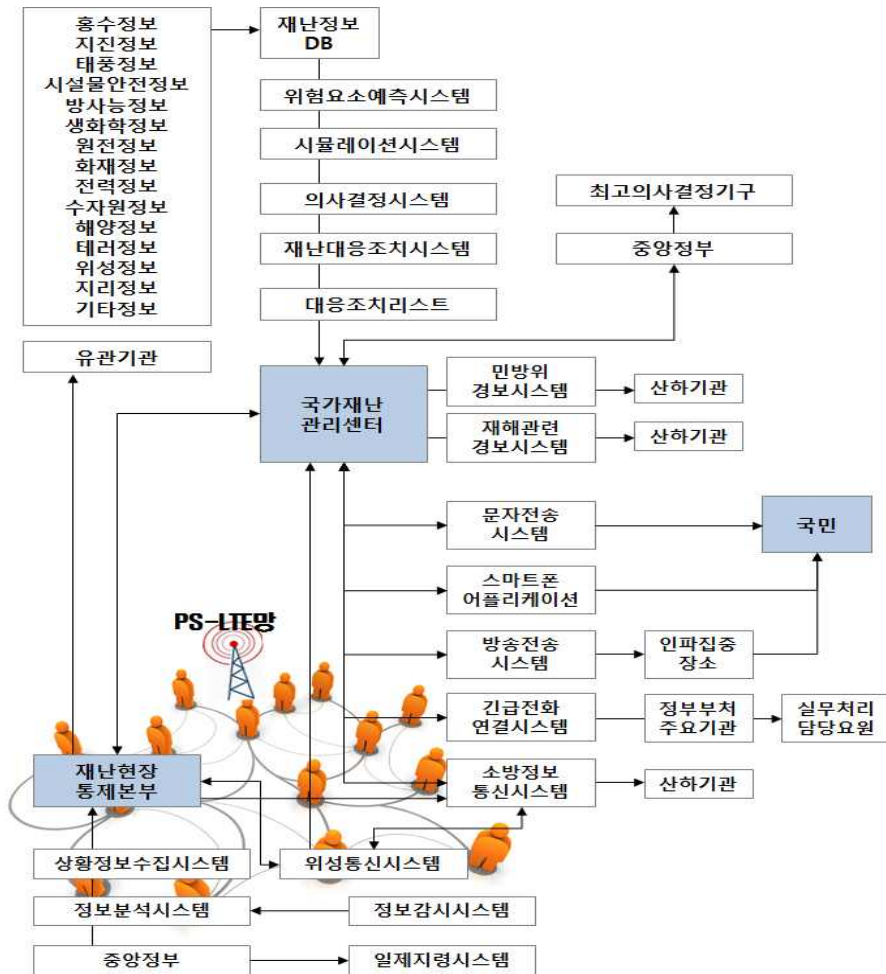 홍수정보
지진정보
태풍정보
시설물안전정보
방사능정보
생화학정보
원전정보
화재정보
전력정보
수자원정보
해양정보
테러정보
위성정보
지리정보
기타정보
재난정보
DB
위험요소예측시스템
시뮬레이션시스템
의사결정시스템
재난대응조치시스템
대응조치리스트
최고의사결정기구
중앙정부
유관기관
국가재난
관리센터
민방위
경보시스템
산하기관
재해관련
경보시스템
산하기관
문자전송
시스템
국민
스마트폰
어플리케이션
PS-LTE망
방송전송
시스템
인파집중
장소
긴급전화
연결시스템
정부부처
주요기관
실무처리
담당요원
재난현장
통제본부
소방정보
통신시스템
산하기관
상황정보수집시스템
위성통신시스템
정보분석시스템
정보감시시스템
중앙정부
일제지령시스템